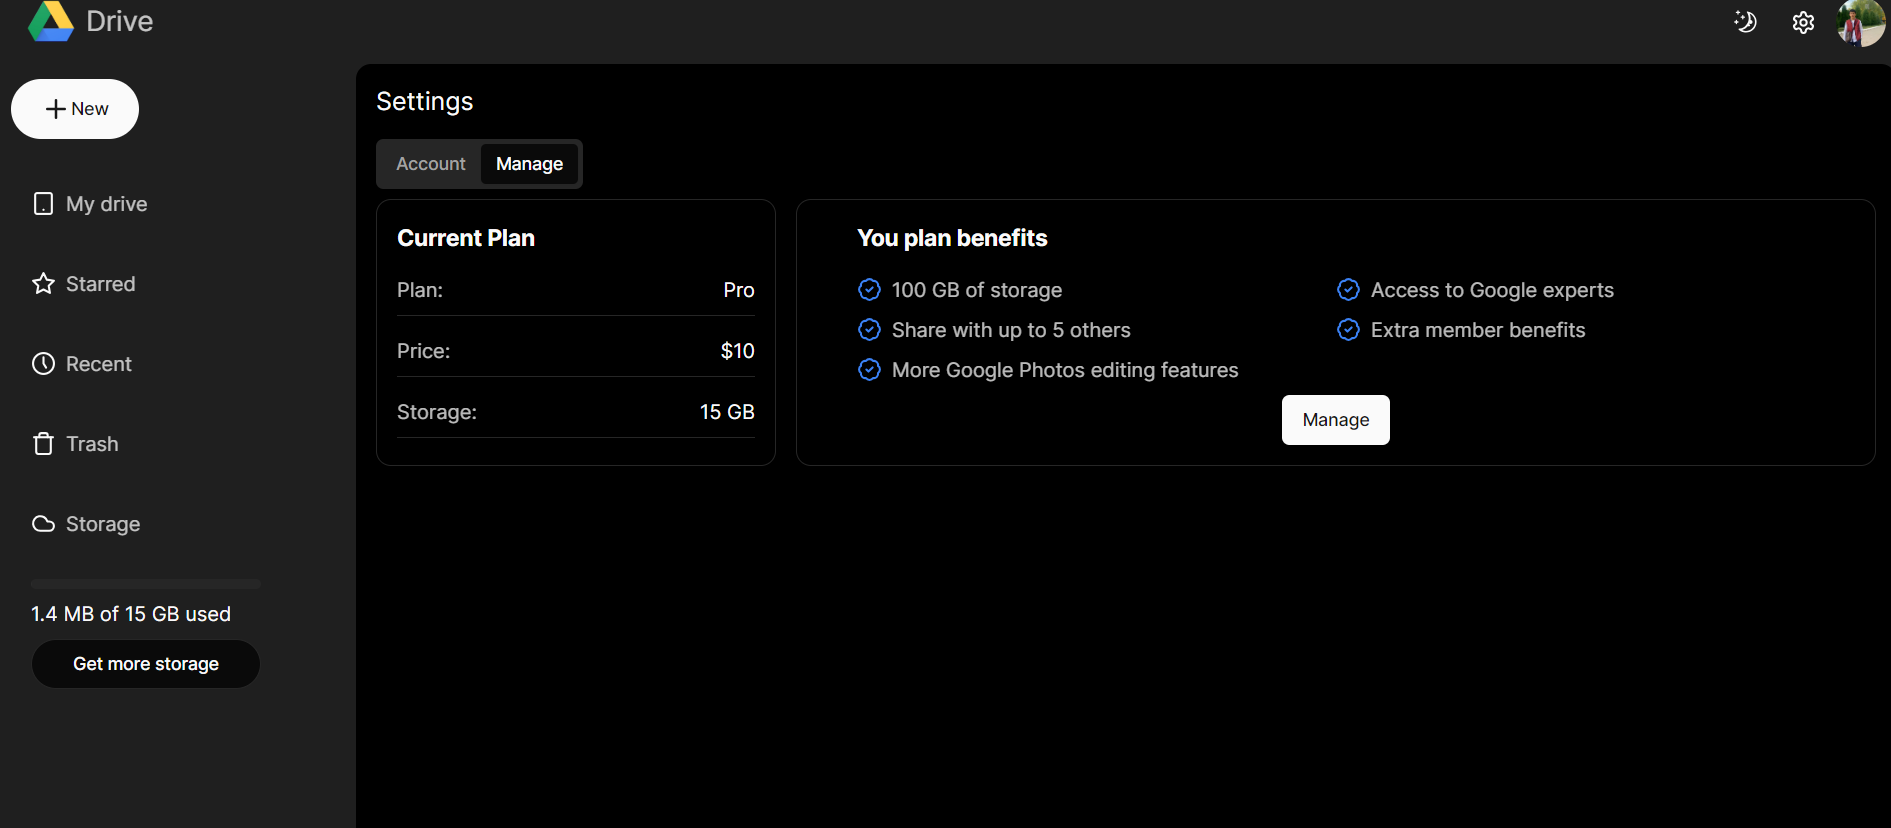 Drive
New
My drive
Starred
Recent
Trash
Storage
1.4 MB of 15 GB used
Get more storage
Settings
Account Manage
Current Plan
Plan: Pro
Price: $10
Storage: 15 GB
You plan benefits
100 GB of storage
Share with up to 5 others
More Google Photos editing features
Access to Google experts
Extra member benefits
Manage